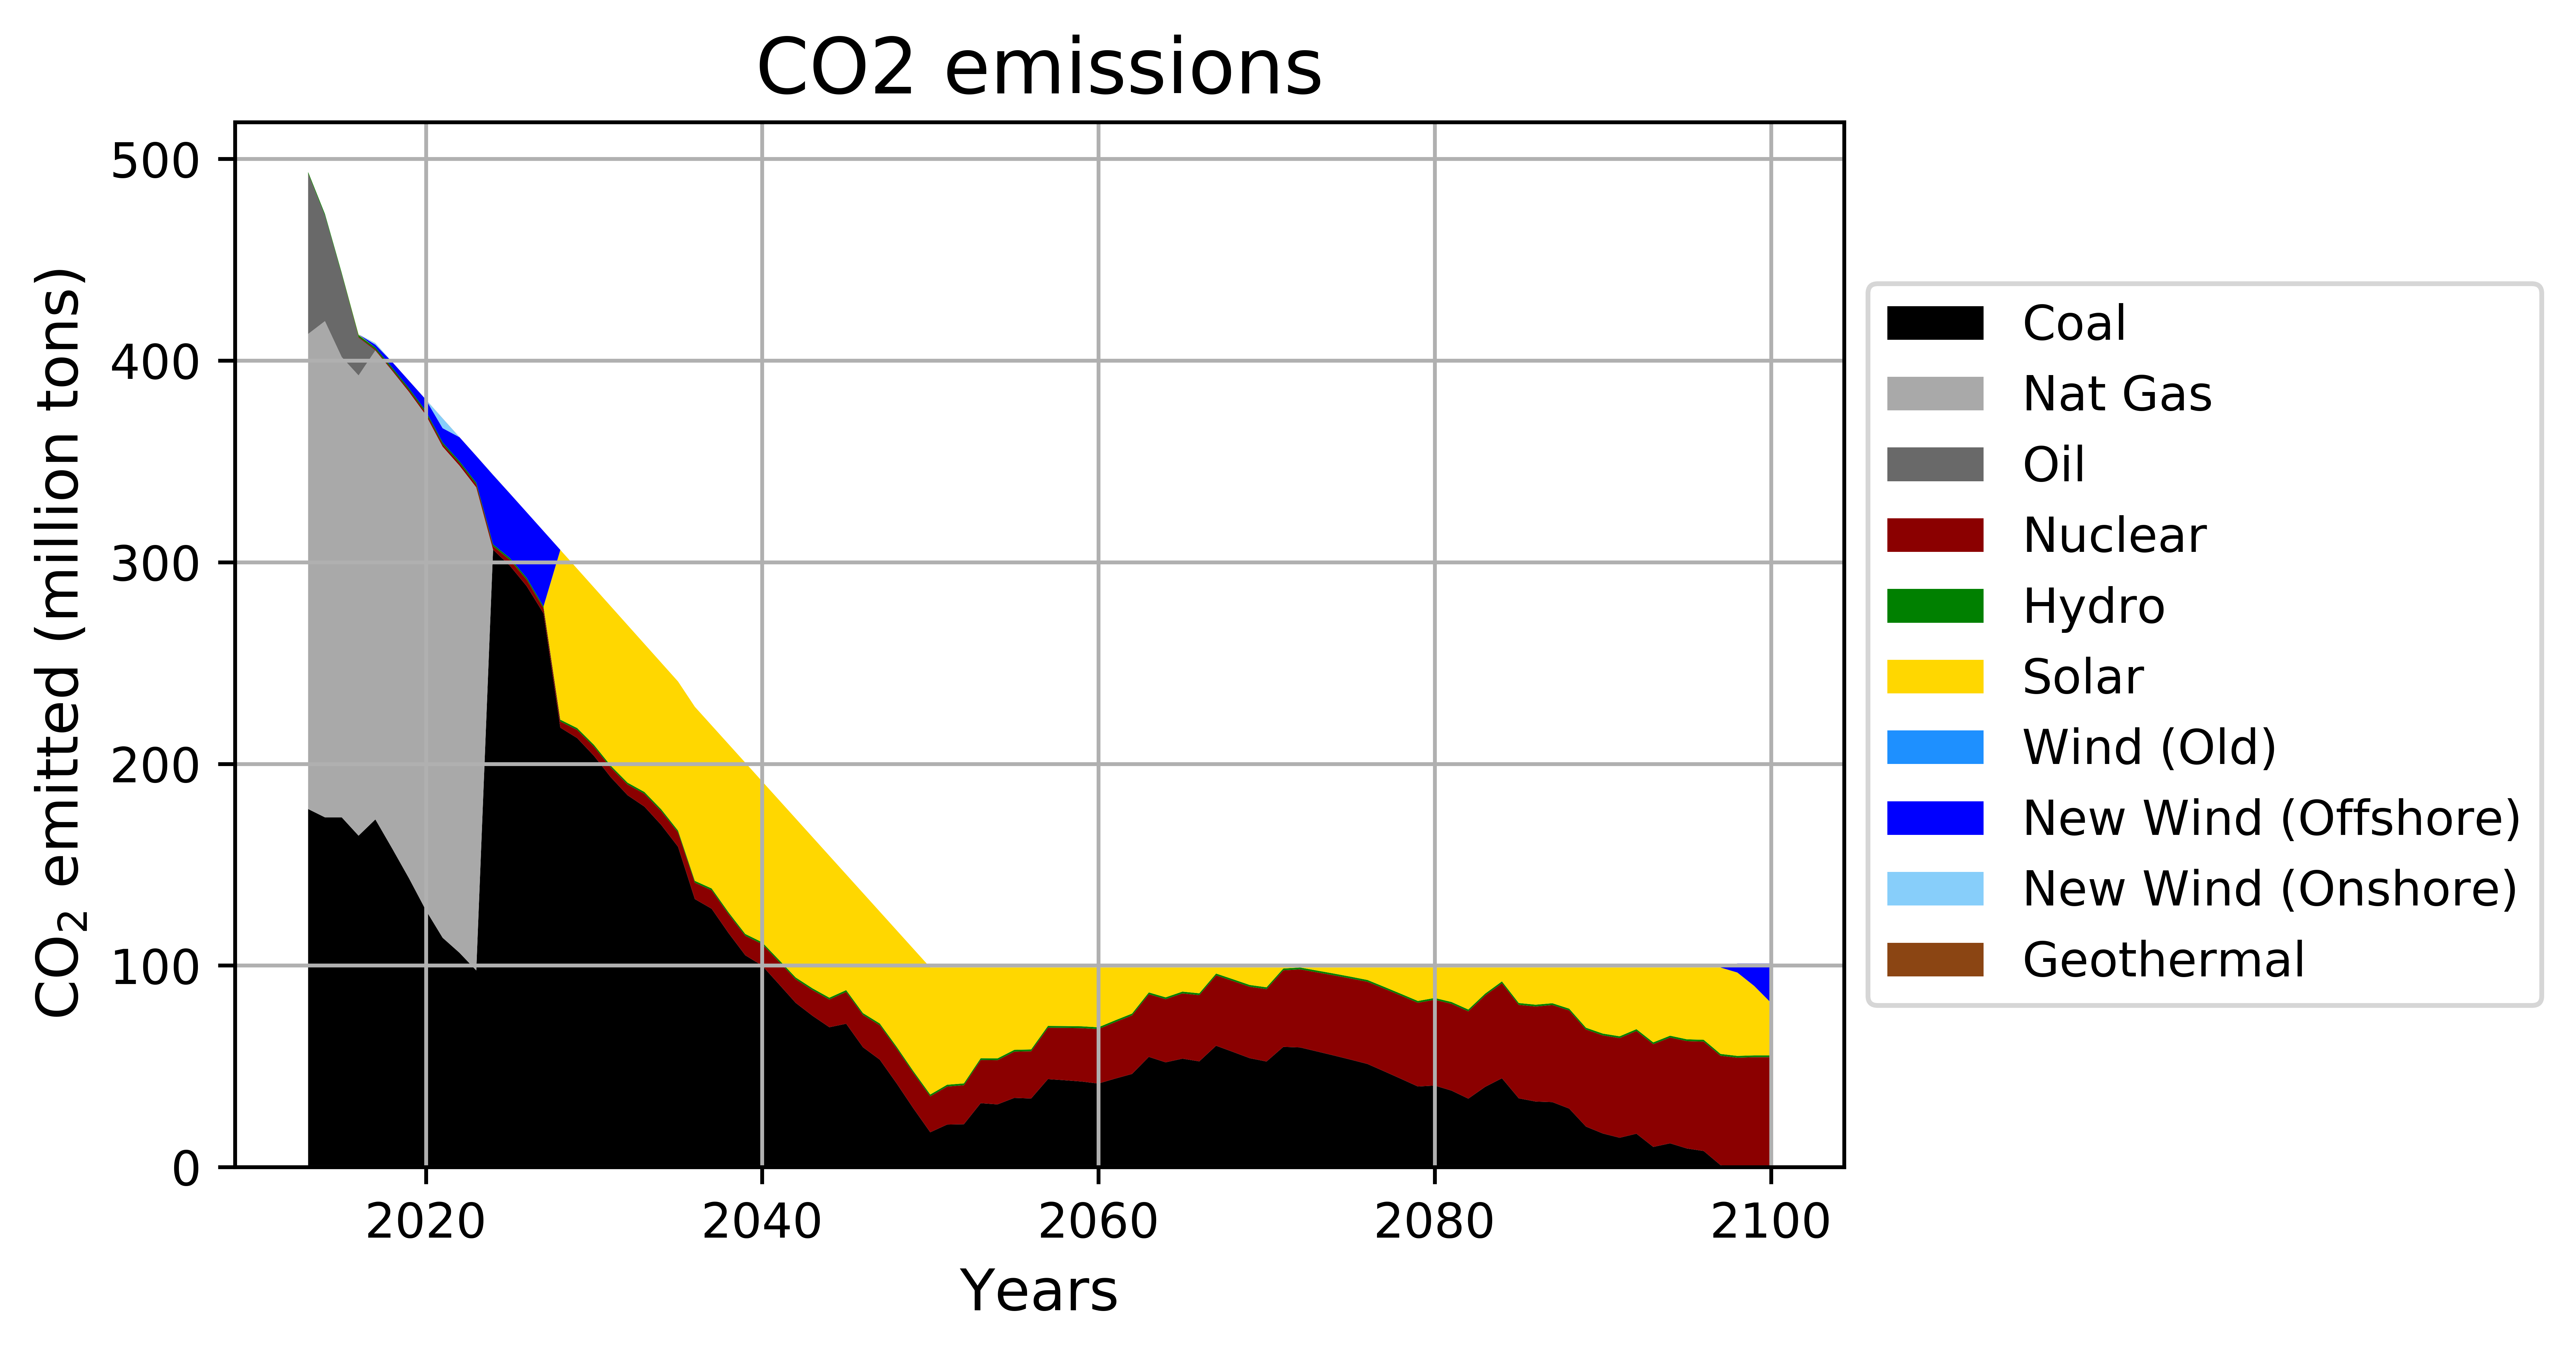 CO2 emissions
CO₂ emitted (million tons)
500
400
300
200
100
0
2020 2040 2060 2080 2100
Years
Coal
Nat Gas
Oil
Nuclear
Hydro
Solar
Wind (Old)
New Wind (Offshore)
New Wind (Onshore)
Geothermal